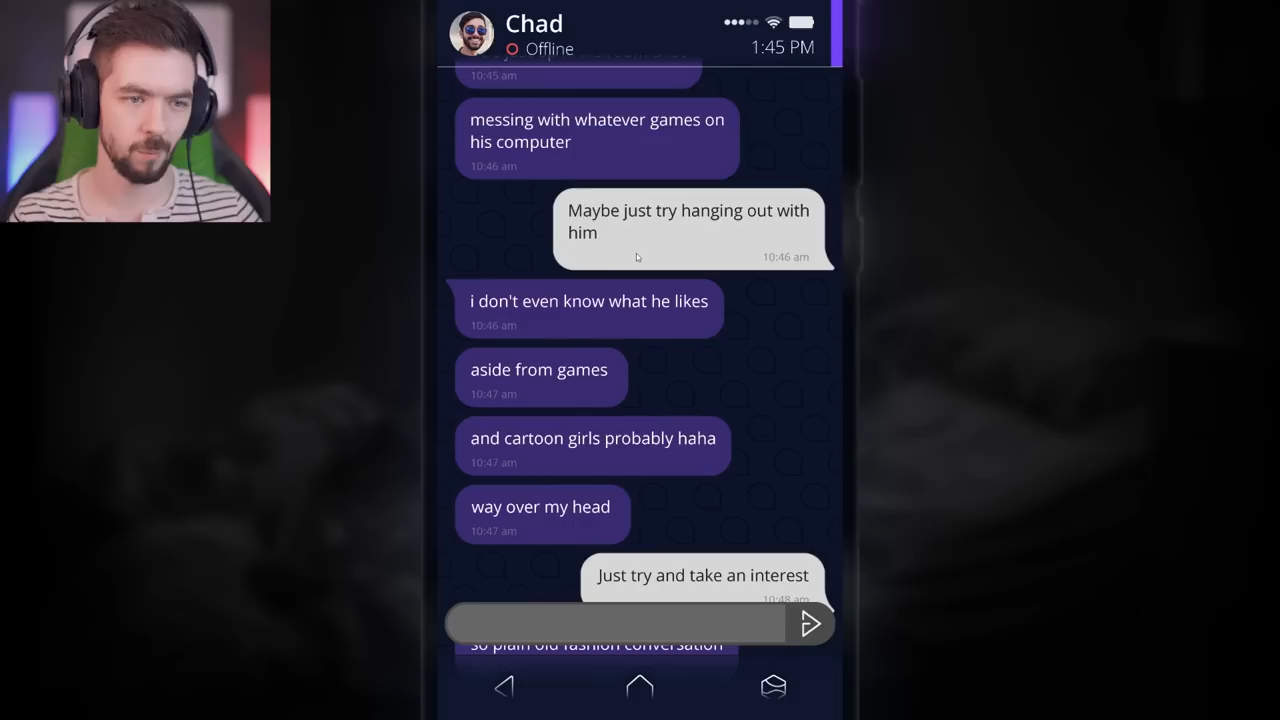 Chad
Offline
1:45 PM
10:45 am
messing with whatever games on
his computer
10:46 am
Maybe just try hanging out with
him
10:46 am
i don't even know what he likes
10:46 am
aside from games
10:47 am
and cartoon girls probably haha
10:47 am
way over my head
10:47 am
Just try and take an interest
10:48 am
so plain old fashion conversation